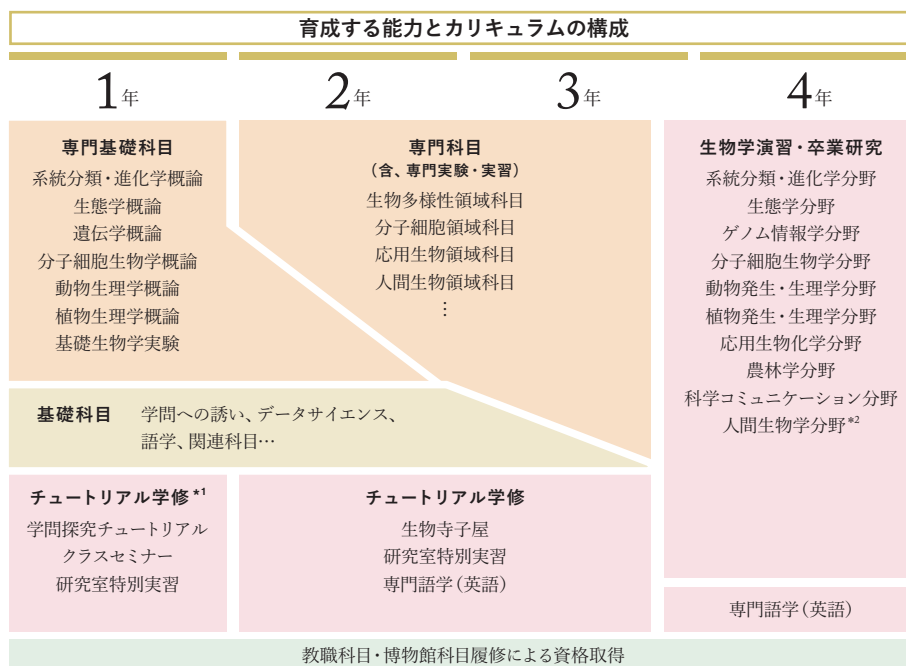 育成する能力とカリキュラムの構成
1年
2年
3年
4年
専門基礎科目
系統分類・進化学概論
生態学概論
遺伝学概論
分子細胞生物学概論
動物生理学概論
植物生理学概論
基礎生物学実験
専門科目
(含、専門実験・実習)
生物多様性領域科目
分子細胞領域科目
応用生物領域科目
人間生物領域科目
⋮
生物学演習・卒業研究
系統分類・進化学分野
生態学分野
ゲノム情報学分野
分子細胞生物学分野
動物発生・生理学分野
植物発生・生理学分野
応用生物化学分野
農林学分野
科学コミュニケーション分野
人間生物学分野*2
基礎科目 学問への誘い、データサイエンス、
語学、関連科目…
チュートリアル学修*1
学問探究チュートリアル
クラスセミナー
研究室特別実習
チュートリアル学修
生物寺子屋
研究室特別実習
専門語学(英語)
専門語学(英語)
教職科目・博物館科目履修による資格取得